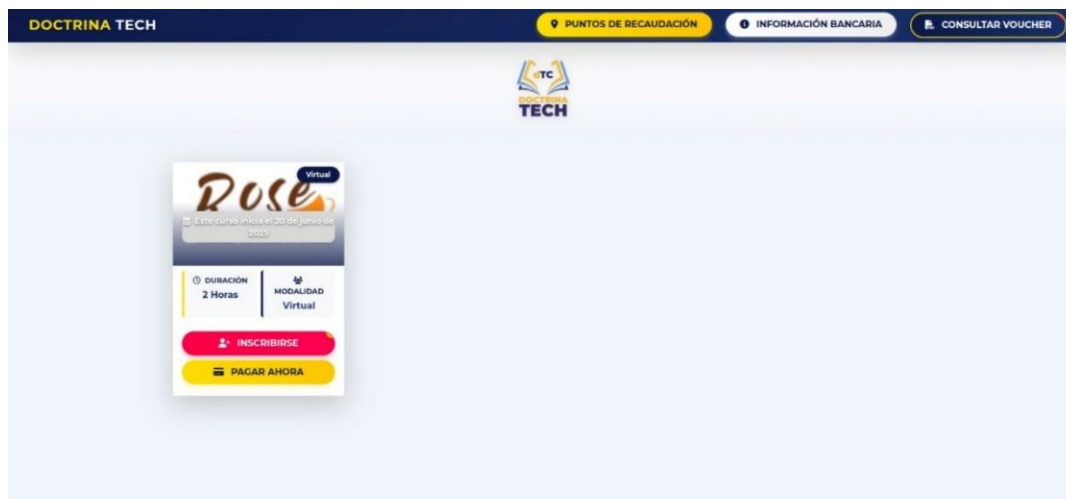 DOCTRINA TECH
PUNTOS DE RECAUDACIÓN
INFORMACIÓN BANCARIA
CONSULTAR VOUCHER
dTC
DOCTRINA
TECH
Virtual
Rose
Este curso inicia el 20 de junio de
2025
DURACIÓN
2 Horas
MODALIDAD
Virtual
INSCRIBIRSE
PAGAR AHORA